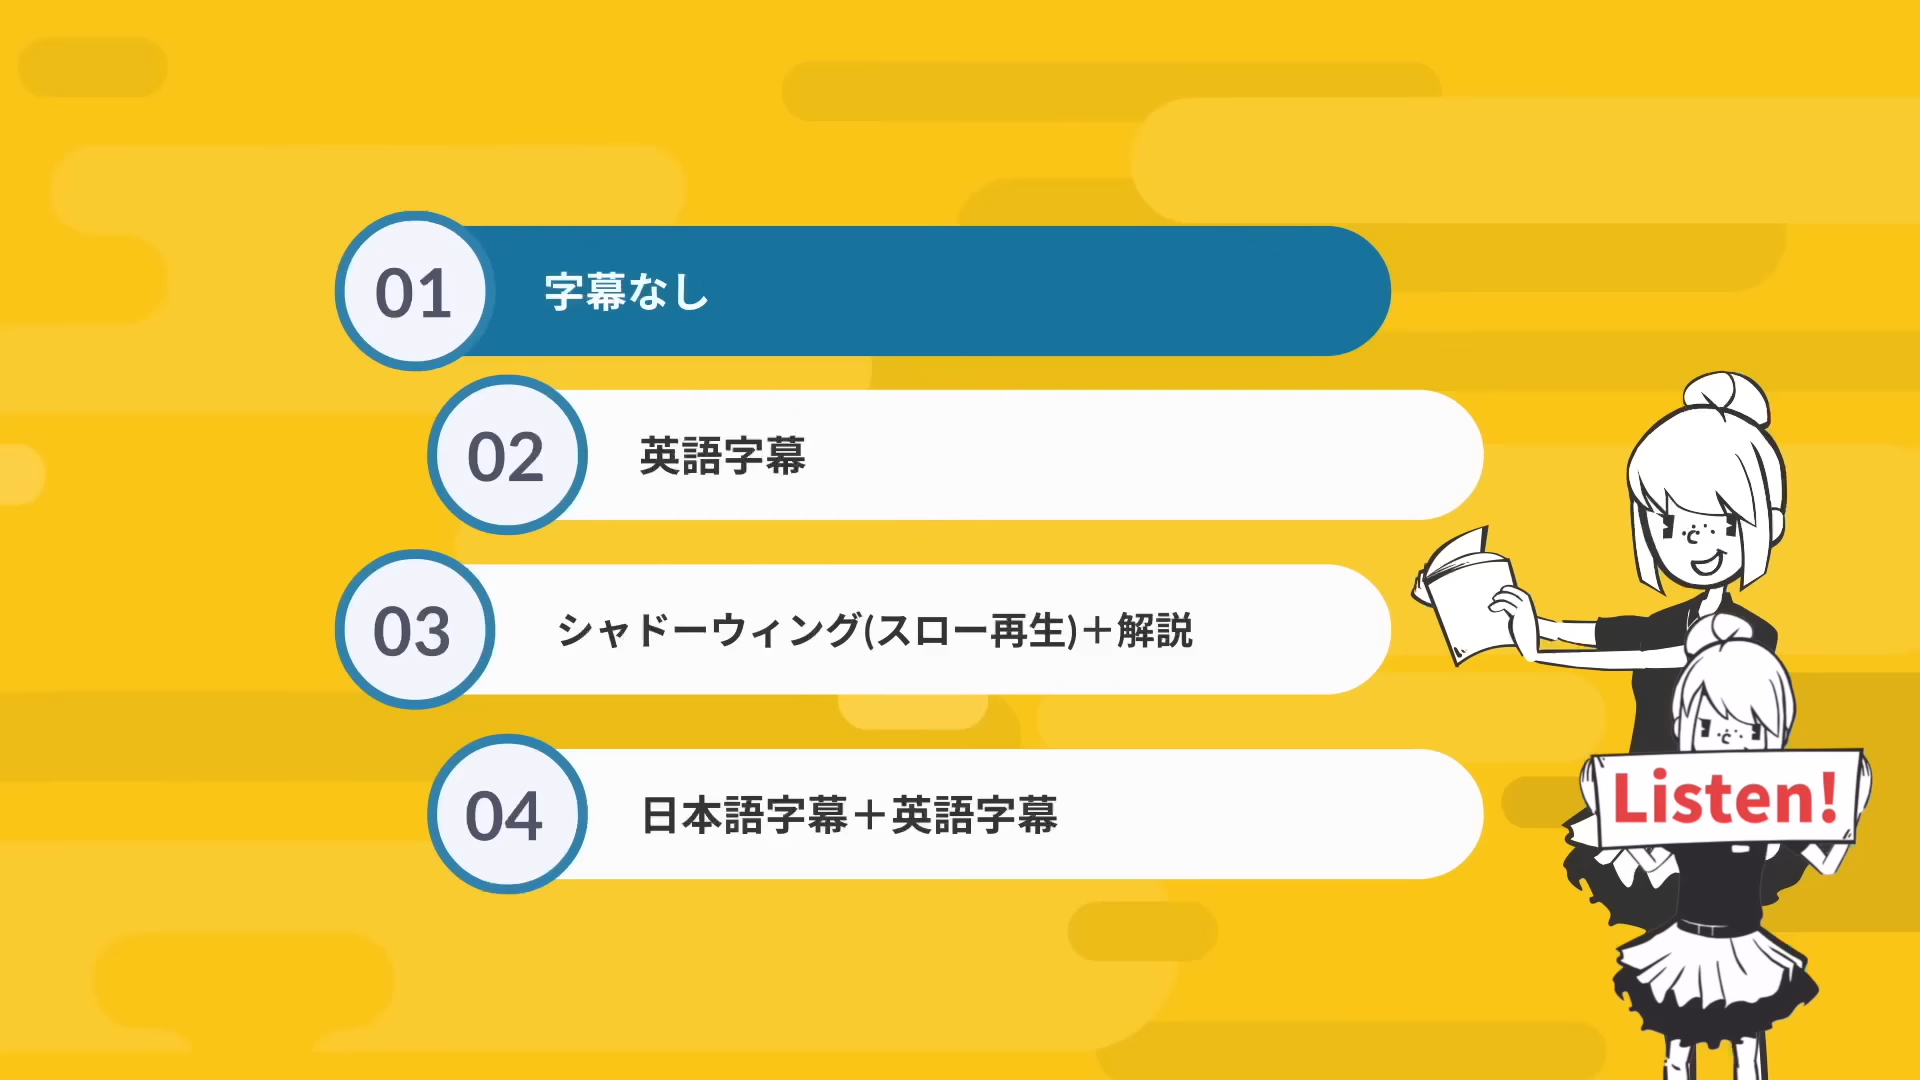 01 字幕なし
02 英語字幕
03 シャドーウィング(スロー再生)＋解説
04 日本語字幕＋英語字幕
Listen!